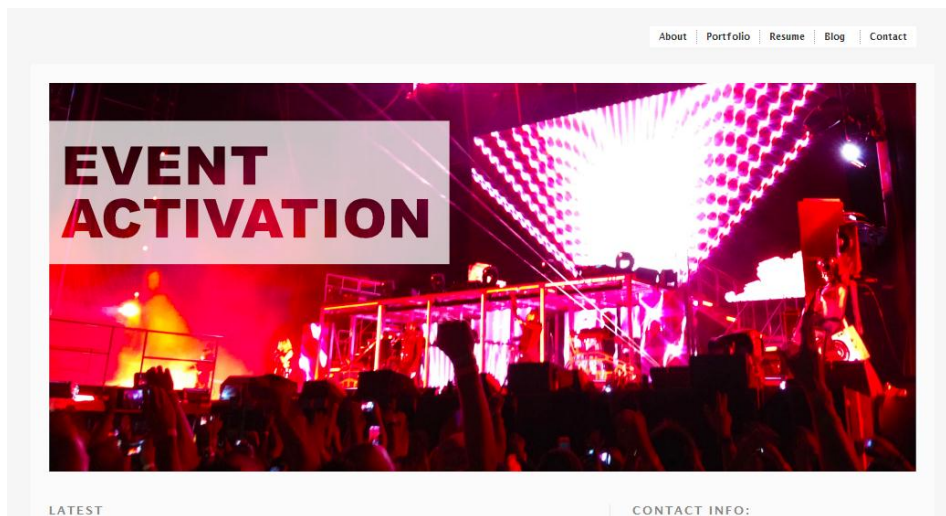 About Portfolio Resume Blog Contact
EVENT
ACTIVATION
LATEST
CONTACT INFO: